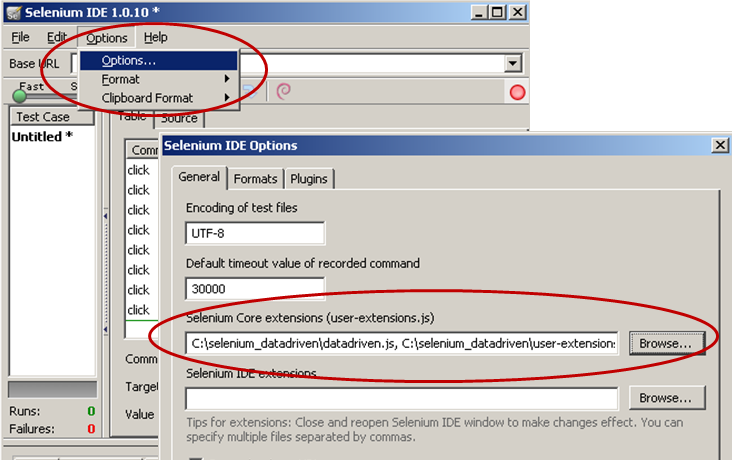 Selenium IDE 1.0.10 *
File Edit Options Help
Base URL
Options...
Format
Clipboard Format
Fast
Test Case
Untitled *
Table Source
Selenium IDE Options
General Formats Plugins
click
click
click
click
click
click
click
click
Encoding of test files
UTF-8
Default timeout value of recorded command
30000
Selenium Core extensions (user-extensions.js)
C:\selenium_datadriven\datadriven.js, C:\selenium_datadriven\user-extension
Browse...
Selenium IDE extensions
Browse...
Tips for extensions: Close and reopen Selenium IDE window to make changes effect. You can
specify multiple files separated by commas.
Target
Value
Runs: 0
Failures: 0